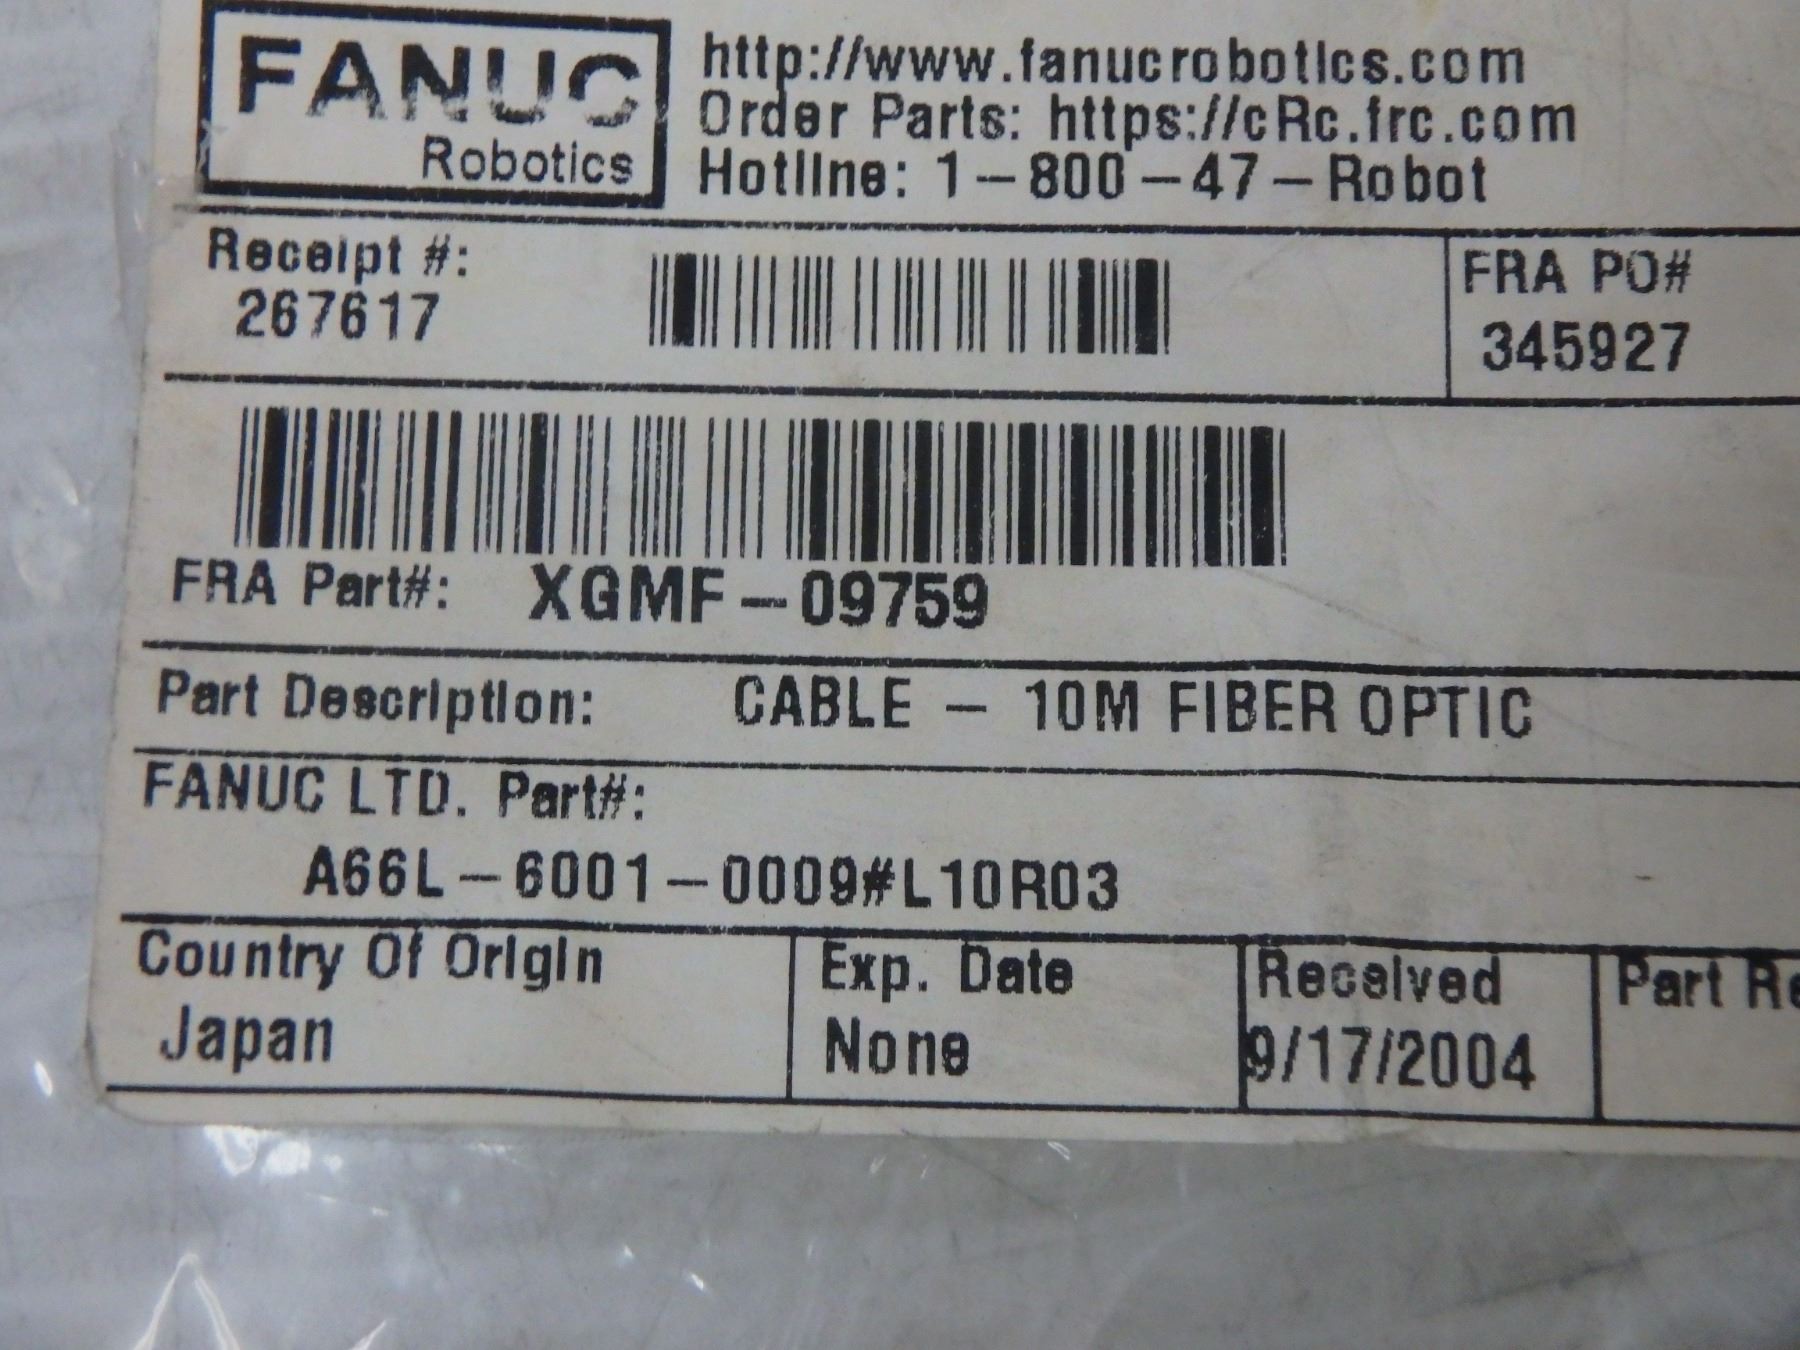 FANUC
Robotics
http://www.fanucrobotics.com
Order Parts: https://cRc.frc.com
Hotline: 1-800-47-Robot
Receipt #:
267617
FRA PO#
345927
FRA Part#: XGMF-09759
Part Description: CABLE - 10M FIBER OPTIC
FANUC LTD. Part#:
A66L-6001-0009#L10R03
Country Of Origin
Japan
Exp. Date
None
Received
9/17/2004
Part